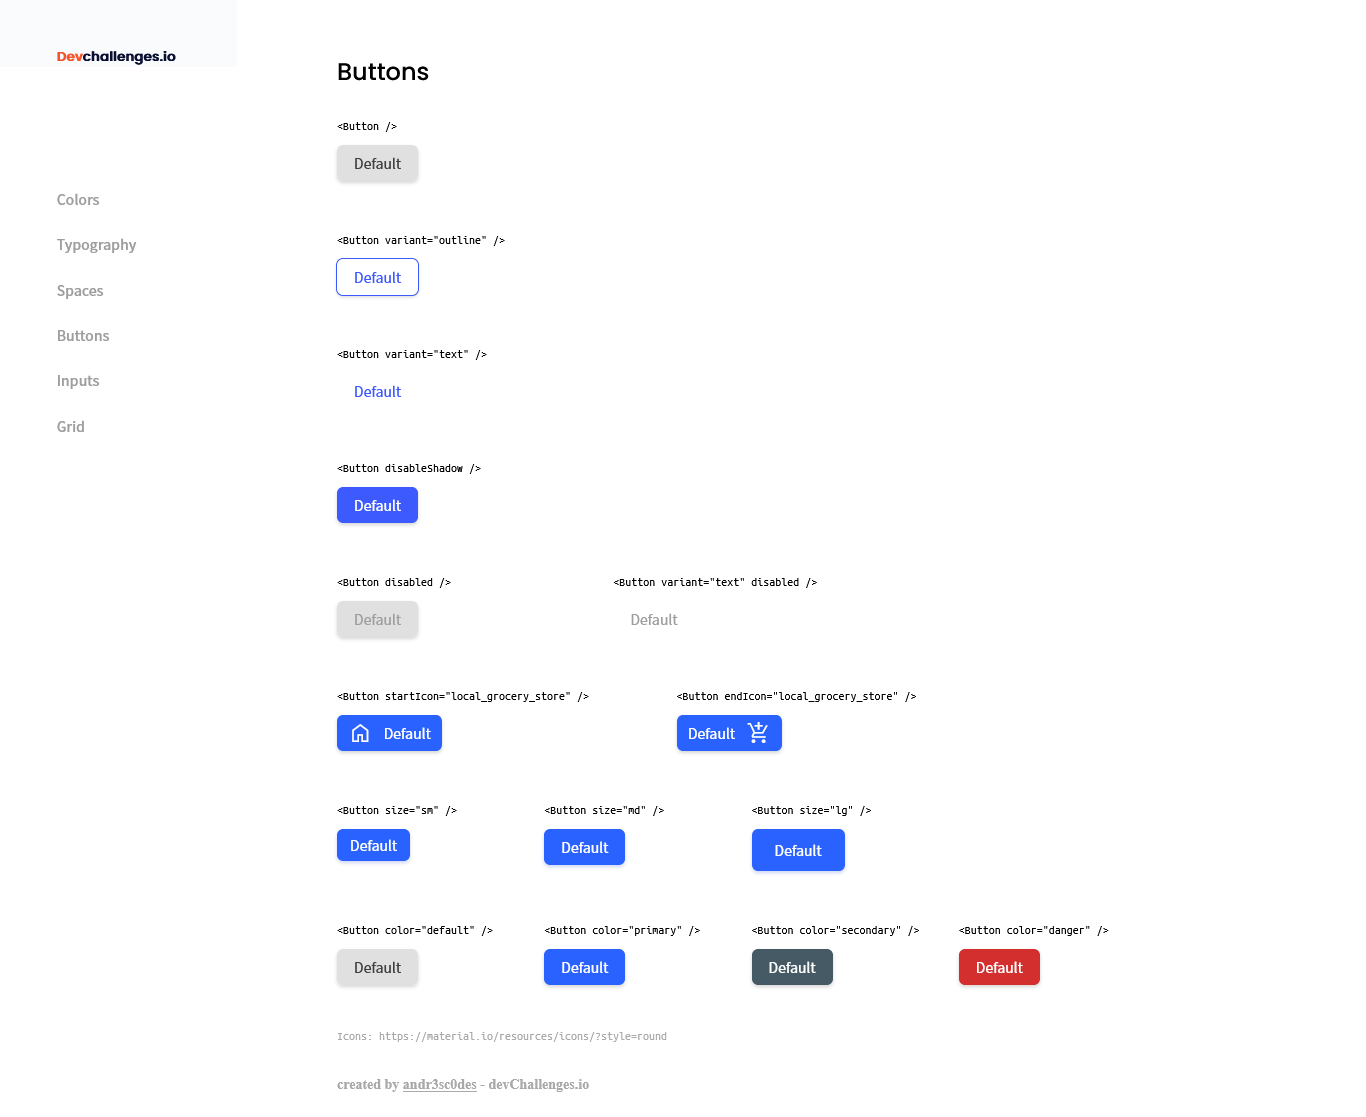 Devchallenges.io
Colors
Typography
Spaces
Buttons
Inputs
Grid
Buttons
<Button />
Default
<Button variant="outline" />
Default
<Button variant="text" />
Default
<Button disableShadow />
Default
<Button disabled />
Default
<Button variant="text" disabled />
Default
<Button startIcon="local_grocery_store" />
Default
<Button endIcon="local_grocery_store" />
Default
<Button size="sm" />
Default
<Button size="md" />
Default
<Button size="lg" />
Default
<Button color="default" />
Default
<Button color="primary" />
Default
<Button color="secondary" />
Default
<Button color="danger" />
Default
Icons: https://material.io/resources/icons/?style=round
created by andr3sc0des - devChallenges.io